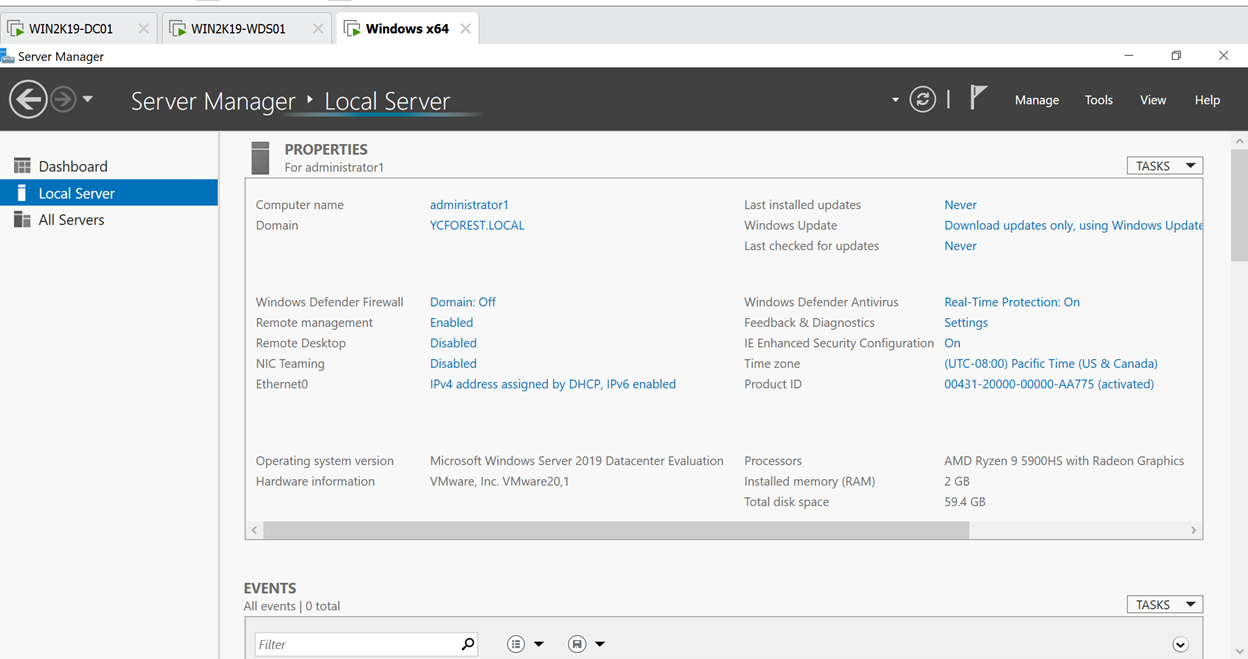 WIN2K19-DC01
WIN2K19-WDS01
Windows x64
Server Manager
Server Manager Local Server
Manage Tools View Help
Dashboard
Local Server
All Servers
PROPERTIES
For administrator1
TASKS
Computer name administrator1
Domain YCFOREST.LOCAL
Last installed updates Never
Windows Update Download updates only, using Windows Update
Last checked for updates Never
Windows Defender Firewall Domain: Off
Remote management Enabled
Remote Desktop Disabled
NIC Teaming Disabled
Ethernet0 IPv4 address assigned by DHCP, IPv6 enabled
Windows Defender Antivirus Real-Time Protection: On
Feedback & Diagnostics Settings
IE Enhanced Security Configuration On
Time zone (UTC-08:00) Pacific Time (US & Canada)
Product ID 00431-20000-00000-AA775 (activated)
Operating system version Microsoft Windows Server 2019 Datacenter Evaluation
Hardware information VMware, Inc. VMware20,1
Processors AMD Ryzen 9 5900HS with Radeon Graphics
Installed memory (RAM) 2 GB
Total disk space 59.4 GB
EVENTS
All events | 0 total
TASKS
Filter